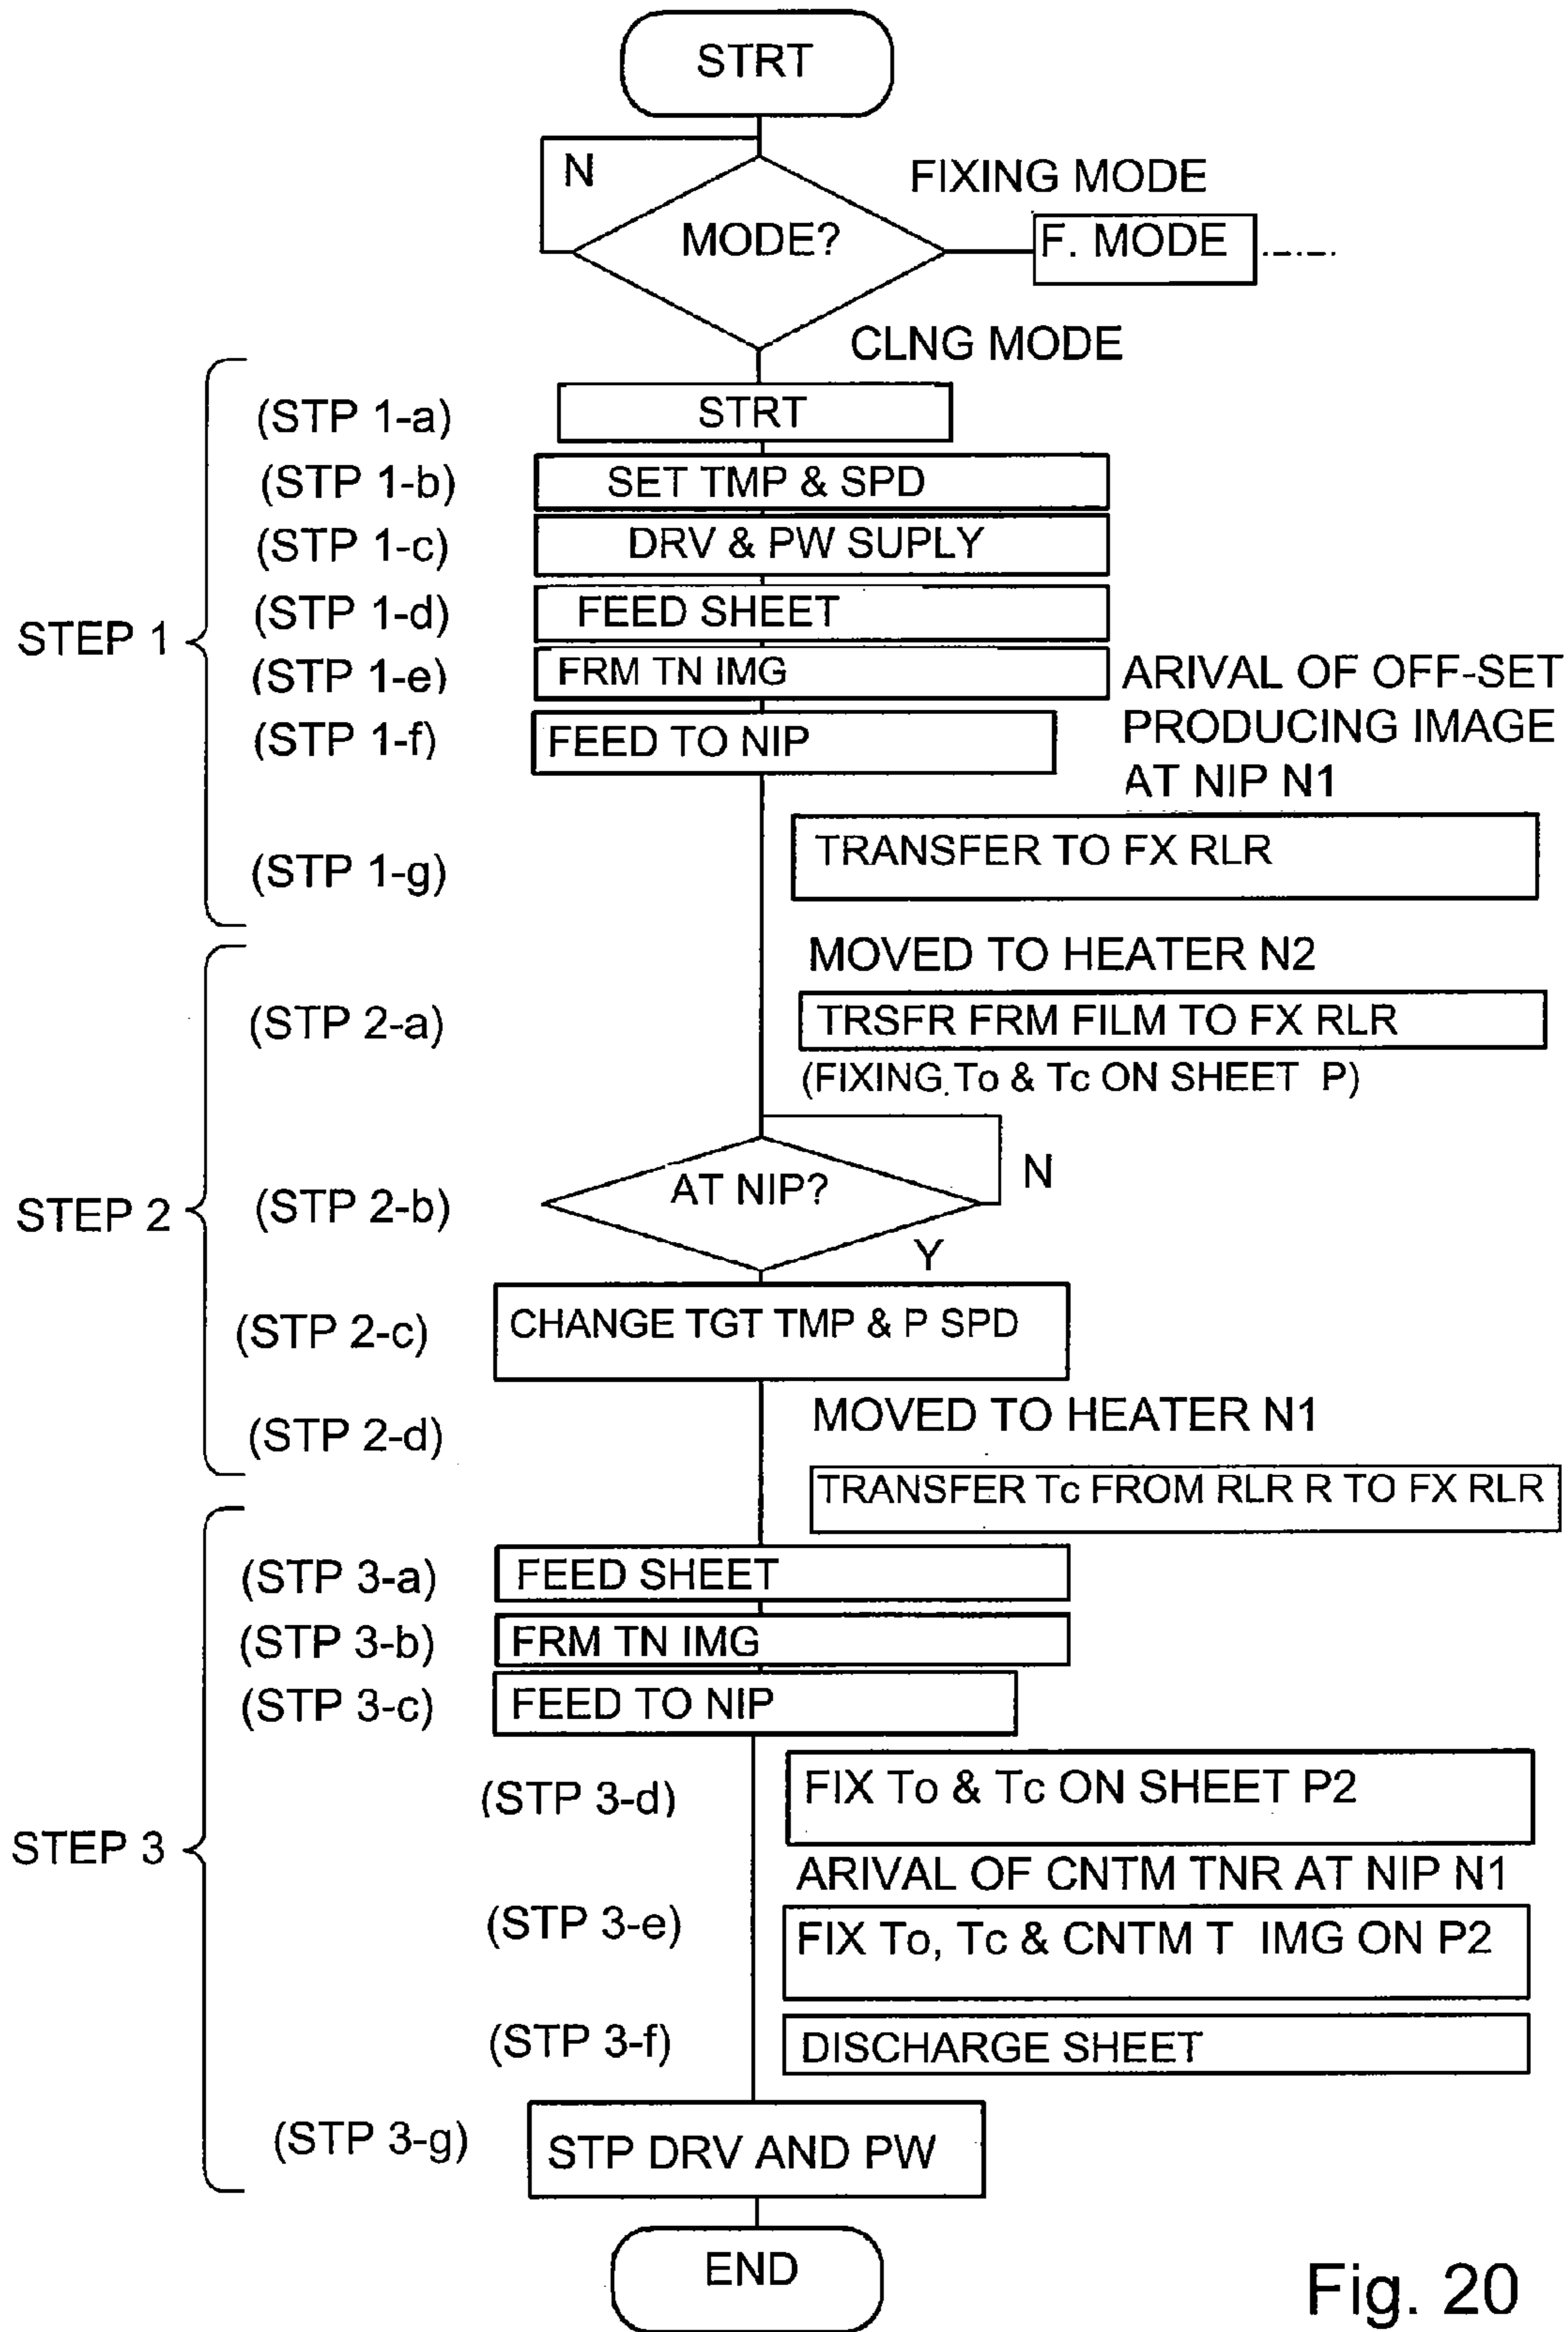 STRT
N
FIXING MODE
MODE?
F. MODE
CLNG MODE
(STP 1-a)
STRT
(STP 1-b)
SET TMP & SPD
(STP 1-c)
DRV & PW SUPLY
STEP 1
(STP 1-d)
FEED SHEET
(STP 1-e)
FRM TN IMG
ARIVAL OF OFF-SET
PRODUCING IMAGE
AT NIP N1
(STP 1-f)
FEED TO NIP
(STP 1-g)
TRANSFER TO FX RLR
MOVED TO HEATER N2
(STP 2-a)
TRSFR FRM FILM TO FX RLR
(FIXING To & Tc ON SHEET P)
STEP 2
(STP 2-b)
AT NIP?
N
Y
(STP 2-c)
CHANGE TGT TMP & P SPD
MOVED TO HEATER N1
(STP 2-d)
TRANSFER Tc FROM RLR R TO FX RLR
(STP 3-a)
FEED SHEET
(STP 3-b)
FRM TN IMG
(STP 3-c)
FEED TO NIP
(STP 3-d)
FIX To & Tc ON SHEET P2
STEP 3
ARIVAL OF CNTM TNR AT NIP N1
(STP 3-e)
FIX To, Tc & CNTM T IMG ON P2
(STP 3-f)
DISCHARGE SHEET
(STP 3-g)
STP DRV AND PW
END
Fig. 20